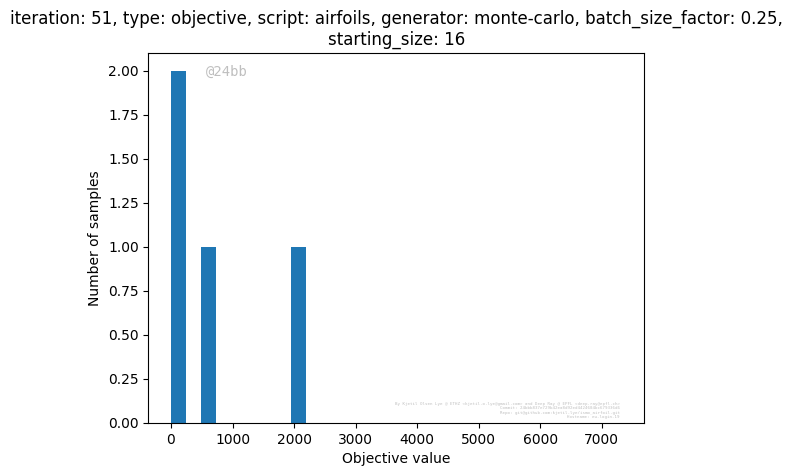 iteration: 51, type: objective, script: airfoils, generator: monte-carlo, batch_size_factor: 0.25,
starting_size: 16
@24bb
2.00
1.75
1.50
1.25
1.00
0.75
0.50
0.25
0.00
Number of samples
0 1000 2000 3000 4000 5000 6000 7000
Objective value